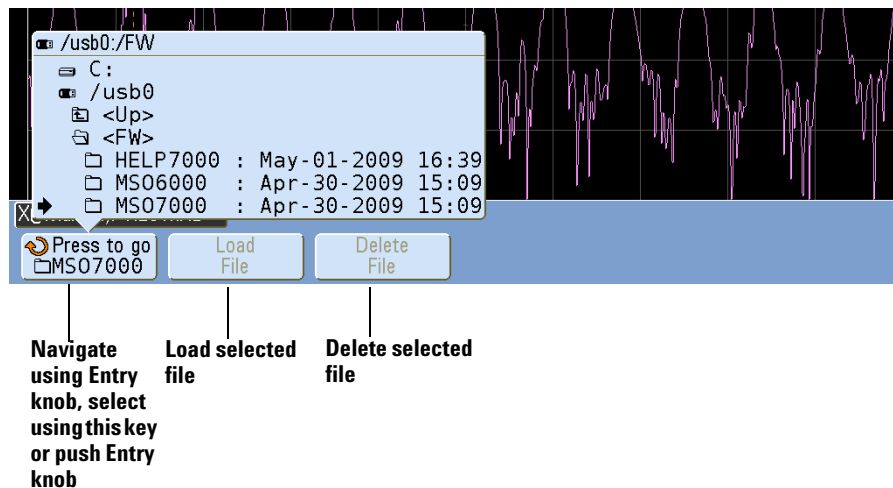 /usb0:/FW
C:
/usb0
<Up>
<FW>
HELP7000 : May-01-2009 16:39
MSO6000 : Apr-30-2009 15:09
MSO7000 : Apr-30-2009 15:09
Press to go
MSO7000
Load
File
Delete
File
Navigate
using Entry
knob, select
using this key
or push Entry
knob
Load selected
file
Delete selected
file